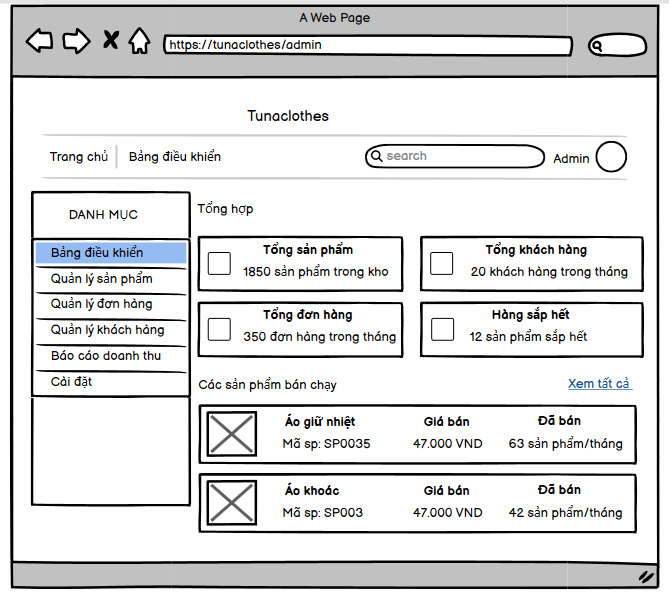 A Web Page
https://tunaclothes/admin
Tunaclothes
Trang chủ Bảng điều khiển search Admin
DANH MỤC
Bảng điều khiển
Quản lý sản phẩm
Quản lý đơn hàng
Quản lý khách hàng
Báo cáo doanh thu
Cài đặt
Tổng hợp
Tổng sản phẩm
1850 sản phẩm trong kho
Tổng khách hàng
20 khách hàng trong tháng
Tổng đơn hàng
350 đơn hàng trong tháng
Hàng sắp hết
12 sản phẩm sắp hết
Các sản phẩm bán chạy Xem tất cả
Áo giữ nhiệt Giá bán Đã bán
Mã sp: SP0035 47.000 VND 63 sản phẩm/tháng
Áo khoác Giá bán Đã bán
Mã sp: SP003 47.000 VND 42 sản phẩm/tháng